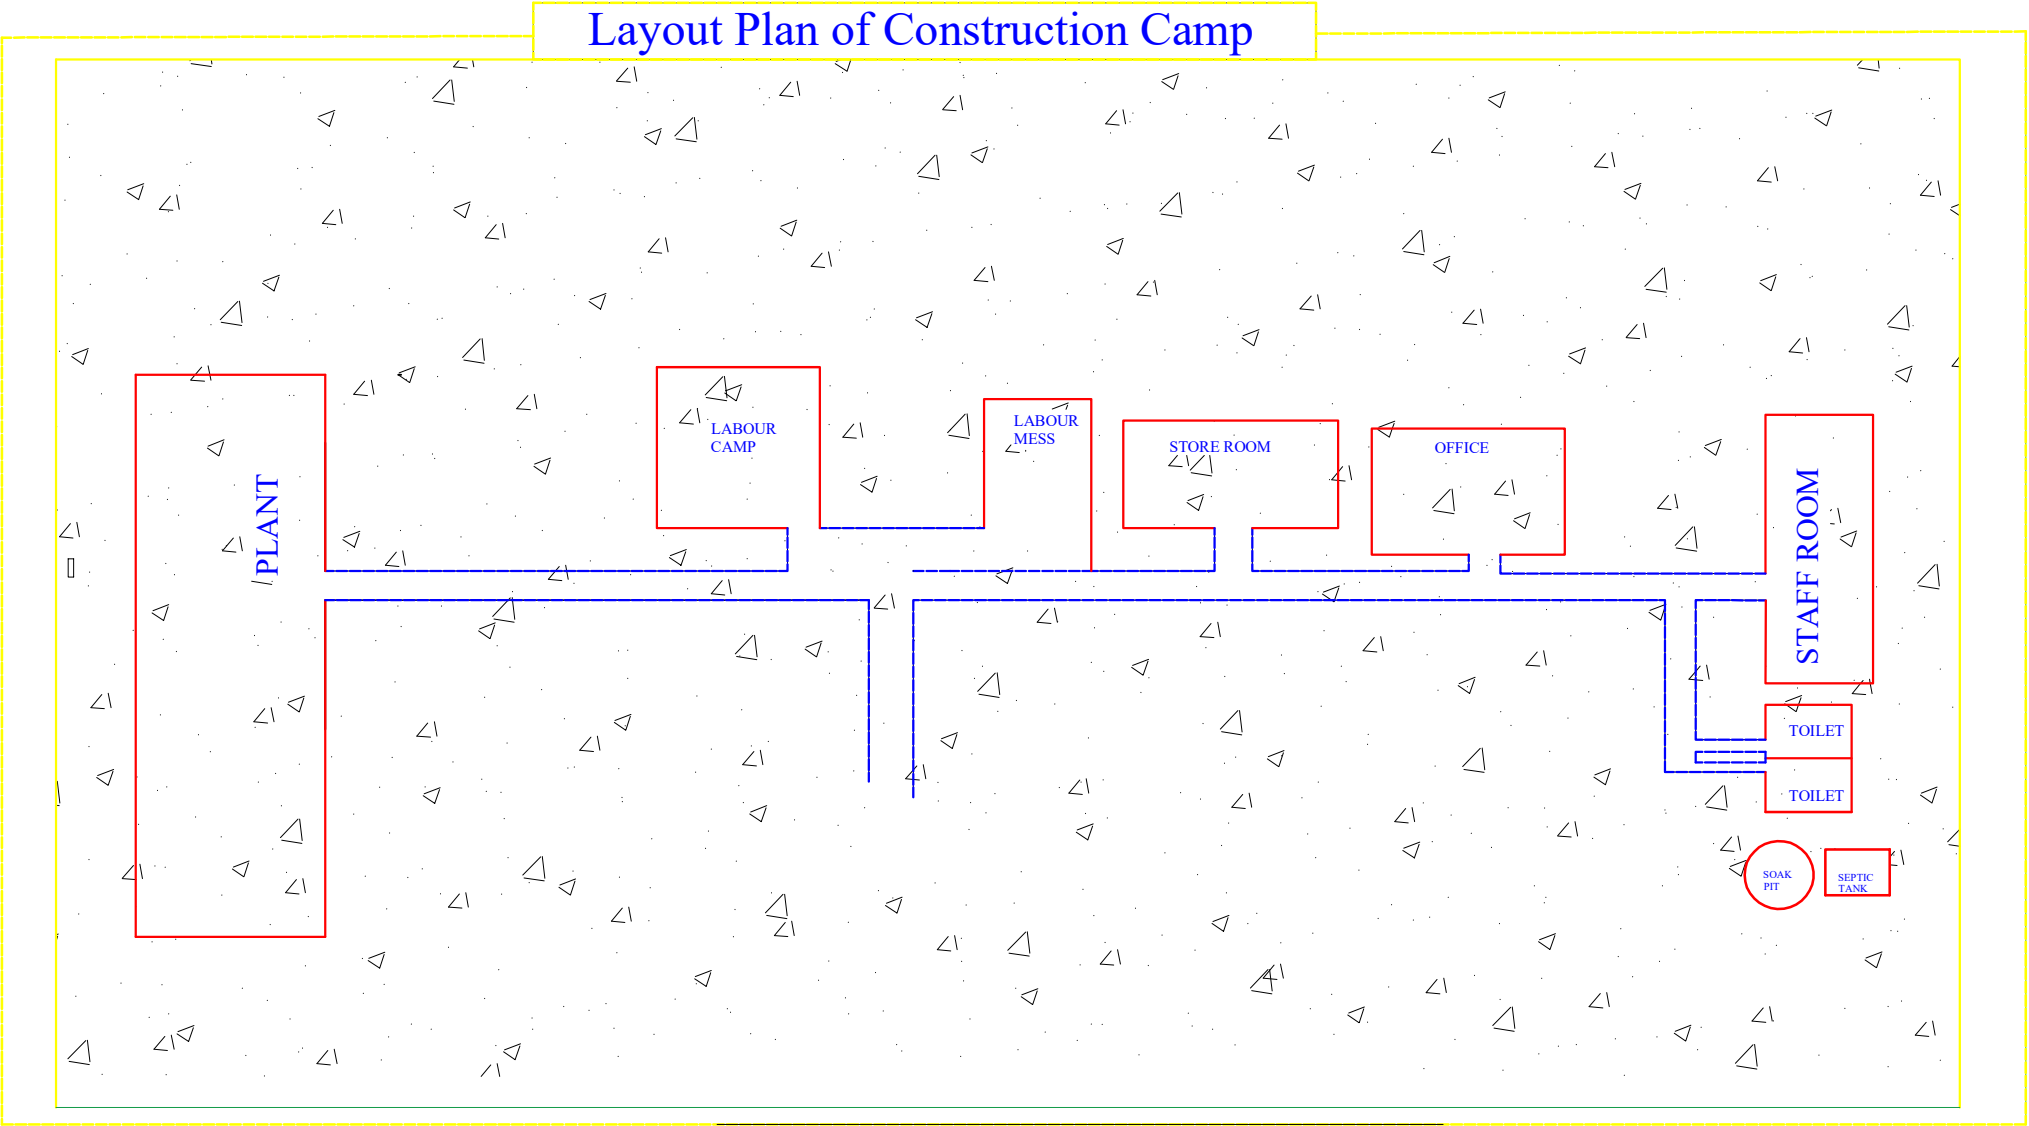 Layout Plan of Construction Camp
PLANT
LABOUR
CAMP
LABOUR
MESS
STORE ROOM
OFFICE
STAFF ROOM
TOILET
TOILET
SOAK
PIT
SEPTIC
TANK